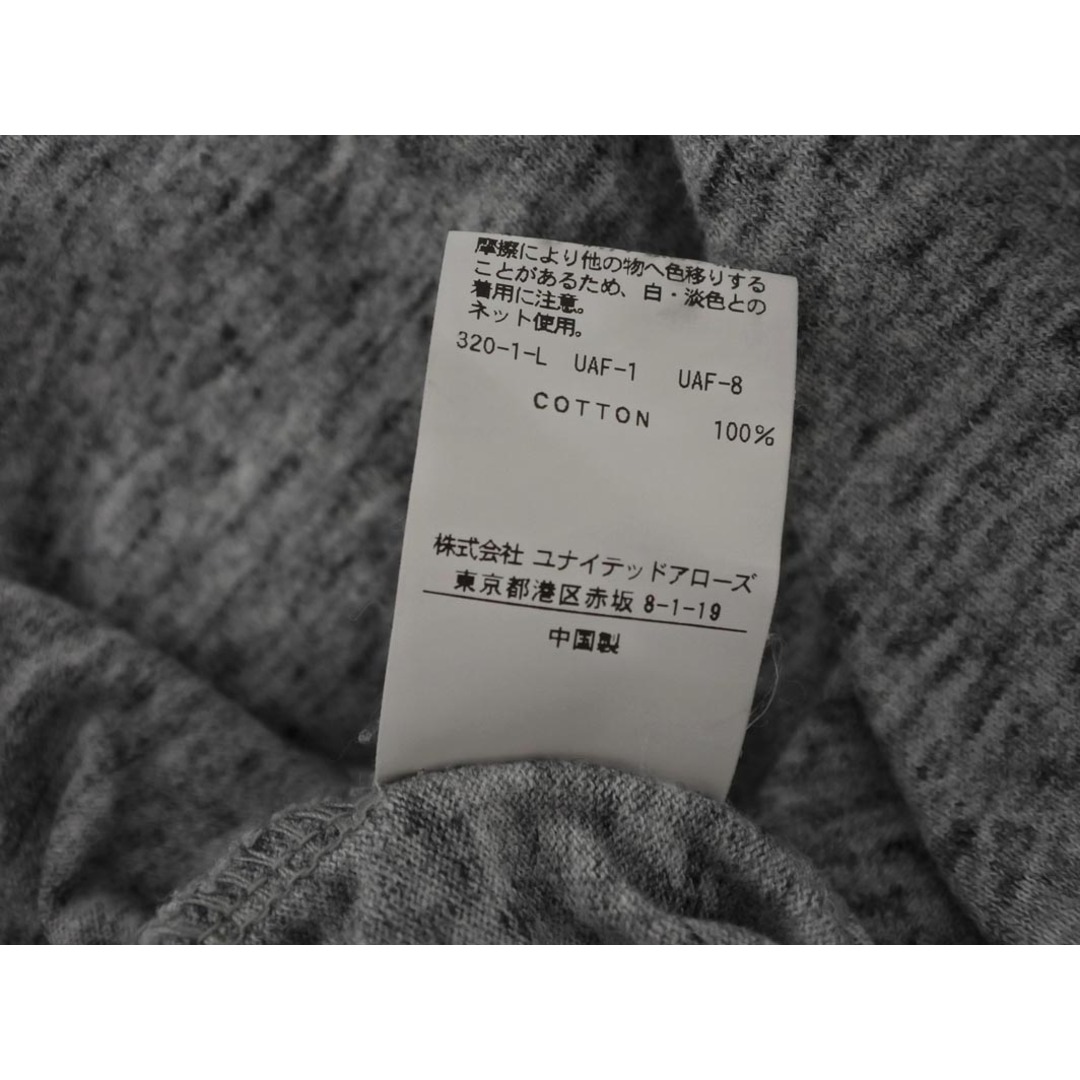 摩擦により他の物へ色移りする
ことがあるため、白・淡色との
着用に注意。
ネット使用。
320-1-L UAF-1 UAF-8
COTTON 100%
株式会社 ユナイテッドアローズ
東京都港区赤坂 8-1-19
中国製